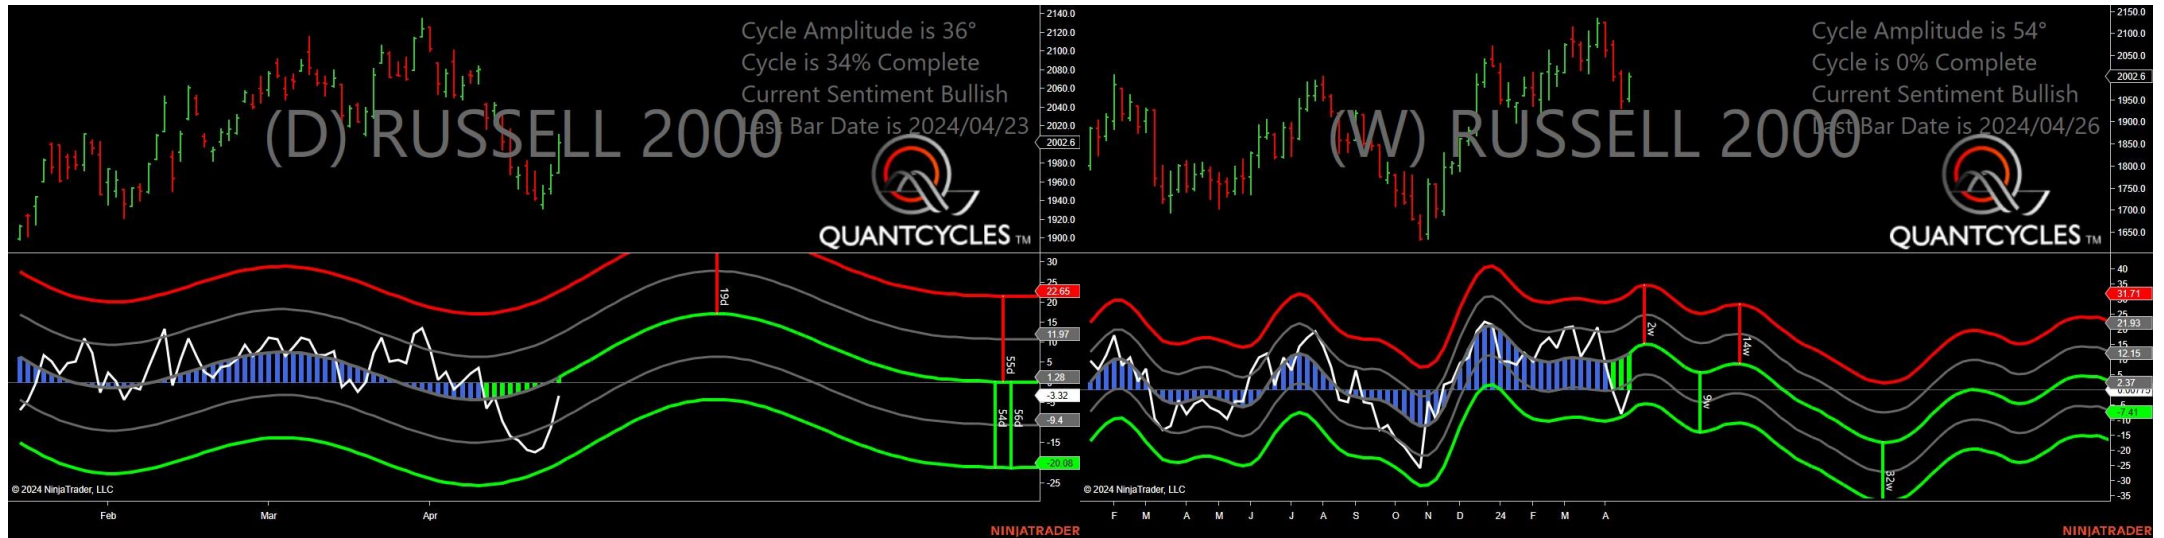 Cycle Amplitude is 36°
Cycle is 34% Complete
Current Sentiment Bullish
Last Bar Date is 2024/04/23
(D) RUSSELL 2000
QUANTCYCLES TM
2140.0
2120.0
2100.0
2080.0
2060.0
2040.0
2020.0
2002.6
1980.0
1960.0
1940.0
1920.0
1900.0
19d
55d
54d
56d
30
22.65
20
15
11.97
10
5
1.28
-3.32
-9.4
-15
-20.08
-25
© 2024 NinjaTrader, LLC
Feb Mar Apr
NINJATRADER
Cycle Amplitude is 54°
Cycle is 0% Complete
Current Sentiment Bullish
Last Bar Date is 2024/04/26
(W) RUSSELL 2000
QUANTCYCLES TM
2150.0
2100.0
2050.0
2002.6
1950.0
1900.0
1850.0
1800.0
1750.0
1700.0
1650.0
2w
14w
9w
32w
40
35
31.71
25
21.93
15
12.15
5
2.37
-7.41
-10
-15
-20
-25
-30
-35
© 2024 NinjaTrader, LLC
F M A M J J A S O N D 24 F M A
NINJATRADER